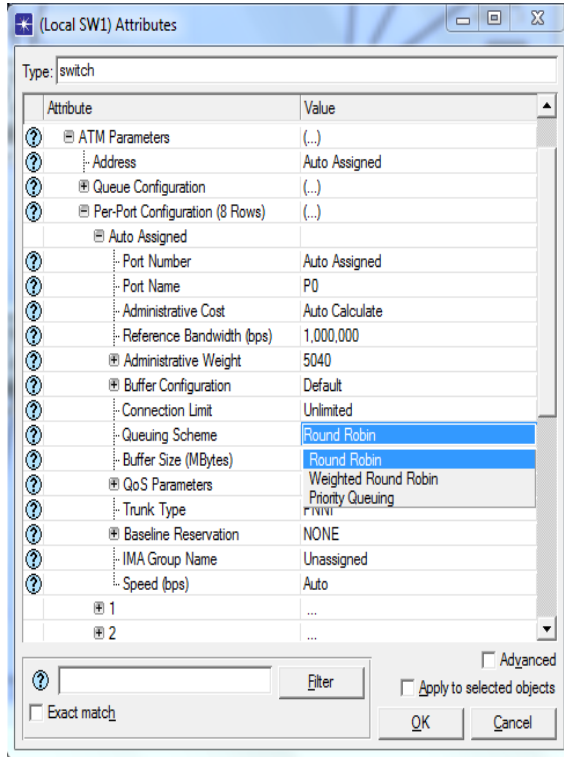 (Local SW1) Attributes
Type: switch
Attribute Value
ATM Parameters (...)
Address Auto Assigned
Queue Configuration (...)
Per-Port Configuration (8 Rows) (...)
Auto Assigned
Port Number Auto Assigned
Port Name P0
Administrative Cost Auto Calculate
Reference Bandwidth (bps) 1,000,000
Administrative Weight 5040
Buffer Configuration Default
Connection Limit Unlimited
Queuing Scheme Round Robin
Buffer Size (MBytes) Round Robin
Weighted Round Robin
QoS Parameters Priority Queuing
Trunk Type PNNI
Baseline Reservation NONE
IMA Group Name Unassigned
Speed (bps) Auto
1 ...
2 ...
Advanced
Filter Apply to selected objects
Exact match OK Cancel